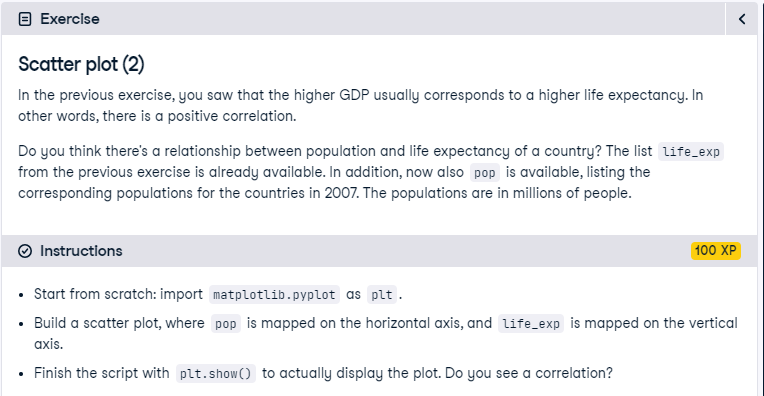 Exercise
Scatter plot (2)
In the previous exercise, you saw that the higher GDP usually corresponds to a higher life expectancy. In
other words, there is a positive correlation.
Do you think there's a relationship between population and life expectancy of a country? The list life_exp
from the previous exercise is already available. In addition, now also pop is available, listing the
corresponding populations for the countries in 2007. The populations are in millions of people.
Instructions 100 XP
• Start from scratch: import matplotlib.pyplot as plt.
• Build a scatter plot, where pop is mapped on the horizontal axis, and life_exp is mapped on the vertical
axis.
• Finish the script with plt.show() to actually display the plot. Do you see a correlation?